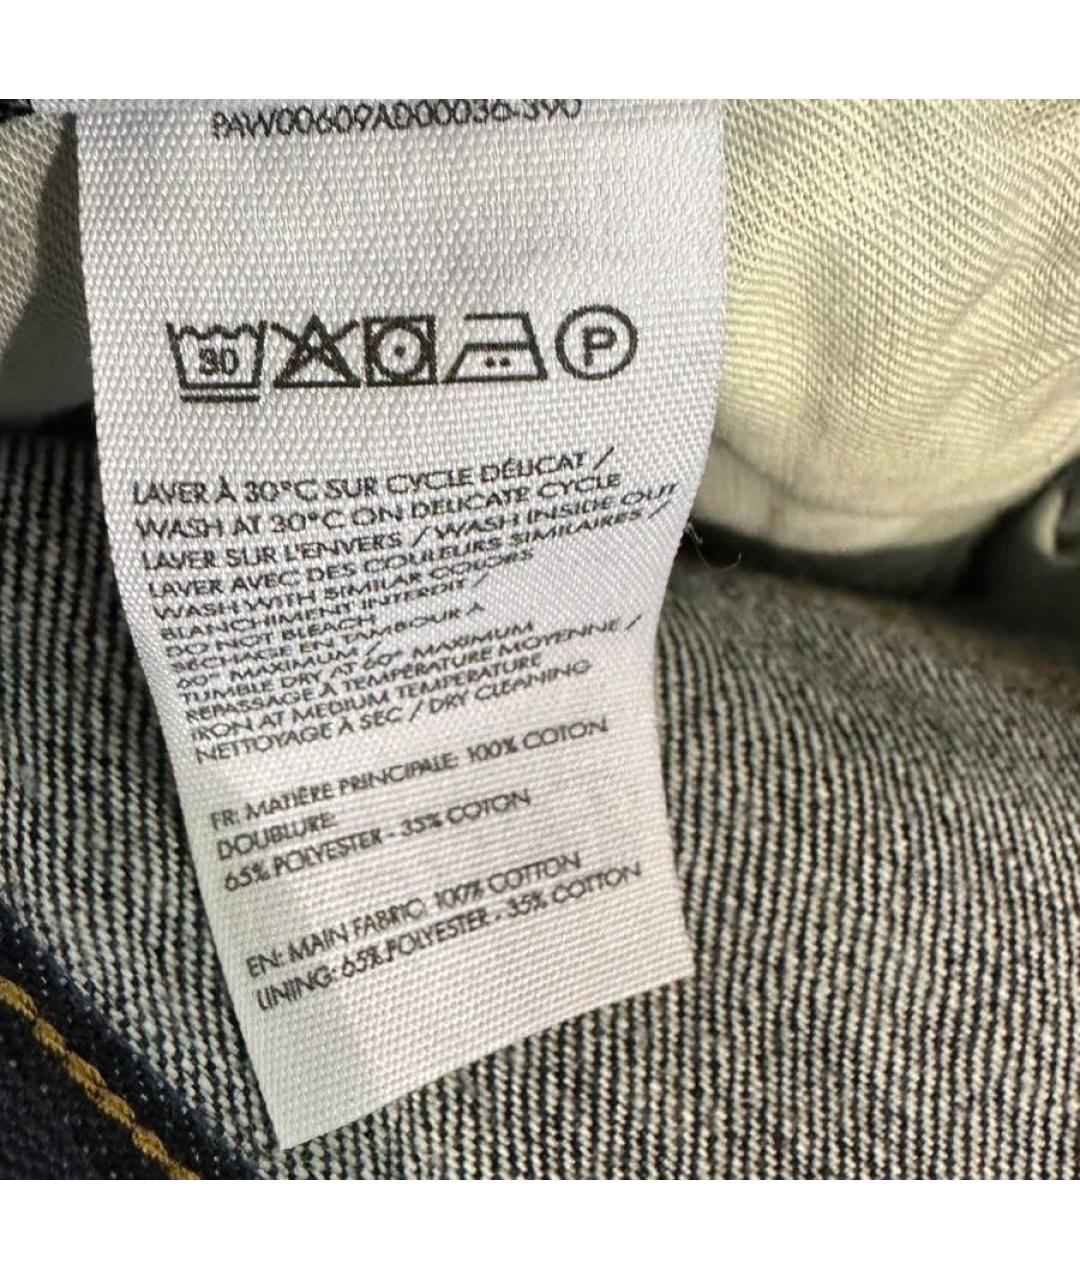 PAW00609A000036-390
30
P
LAVER À 30°C SUR CYCLE DÉLICAT /
WASH AT 30°C ON DELICATE CYCLE
LAVER SUR L'ENVERS / WASH INSIDE OUT
LAVER AVEC DES COULEURS SIMILAIRES /
WASH WITH SIMILAR COLORS
BLANCHIMENT INTERDIT /
DO NOT BLEACH
SÉCHAGE EN TAMBOUR À
60° MAXIMUM /
TUMBLE DRY AT 60° MAXIMUM
REPASSAGE À TEMPÉRATURE MOYENNE /
IRON AT MEDIUM TEMPERATURE
NETTOYAGE À SEC / DRY CLEANING
FR: MATIÈRE PRINCIPALE: 100% COTON
DOUBLURE:
65% POLYESTER - 35% COTON
EN: MAIN FABRIC: 100% COTTON
LINING: 65% POLYESTER - 35% COTTON